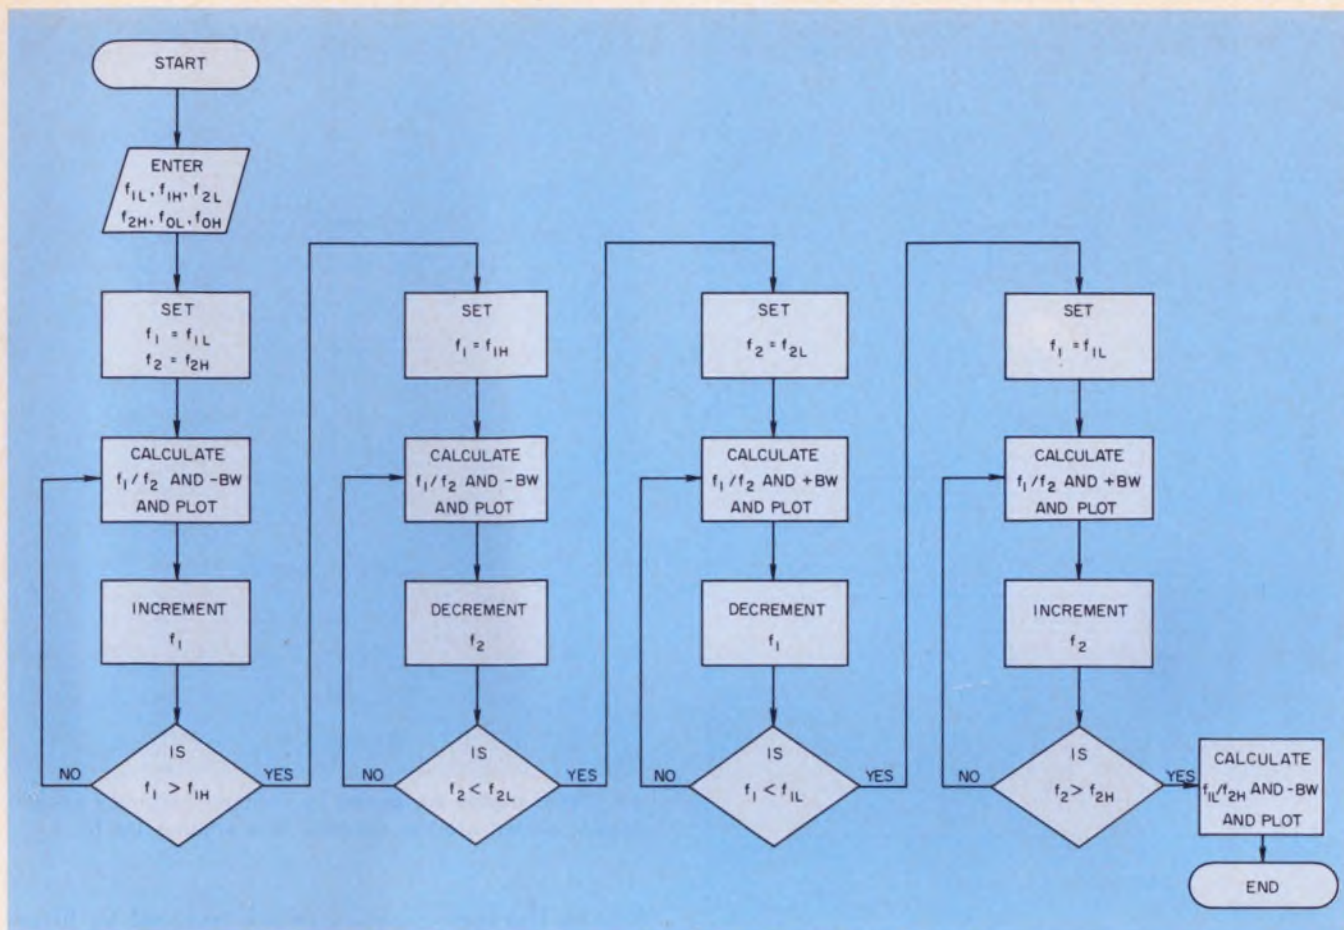 START
ENTER
f1L, f1H, f2L
f2H, f0L, f0H
SET
f1 = f1L
f2 = f2H
CALCULATE
f1/f2 AND -BW
AND PLOT
INCREMENT
f1
IS
f1 > f1H
NO
YES
SET
f1 = f1H
CALCULATE
f1/f2 AND -BW
AND PLOT
DECREMENT
f2
IS
f2 < f2L
NO
YES
SET
f2 = f2L
CALCULATE
f1/f2 AND +BW
AND PLOT
DECREMENT
f1
IS
f1 < f1L
NO
YES
SET
f1 = f1L
CALCULATE
f1/f2 AND +BW
AND PLOT
INCREMENT
f2
IS
f2 > f2H
NO
YES
CALCULATE
f1L/f2H AND -BW
AND PLOT
END